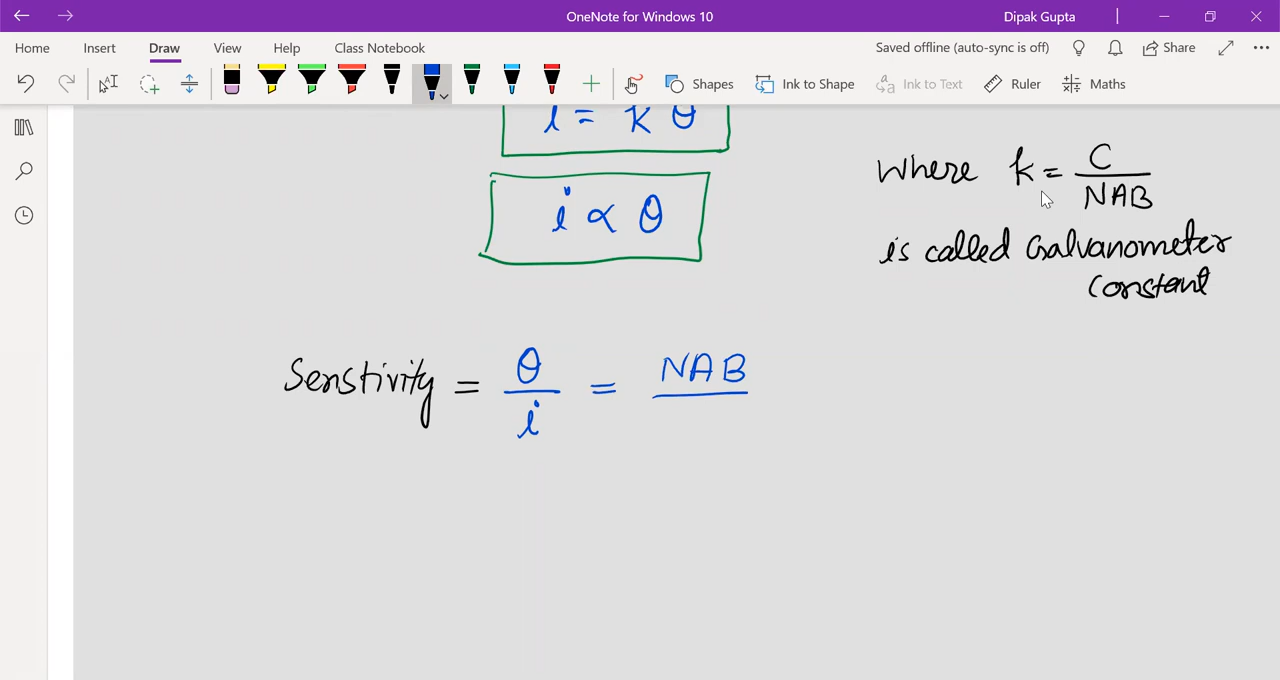 OneNote for Windows 10
Dipak Gupta
Home Insert Draw View Help Class Notebook
Saved offline (auto-sync is off) Share
Shapes Ink to Shape Ink to Text Ruler Maths
i = K θ
i ∝ θ
Where k = C / NAB
is called Galvanometer
Constant
Senstivity = θ / i = NAB